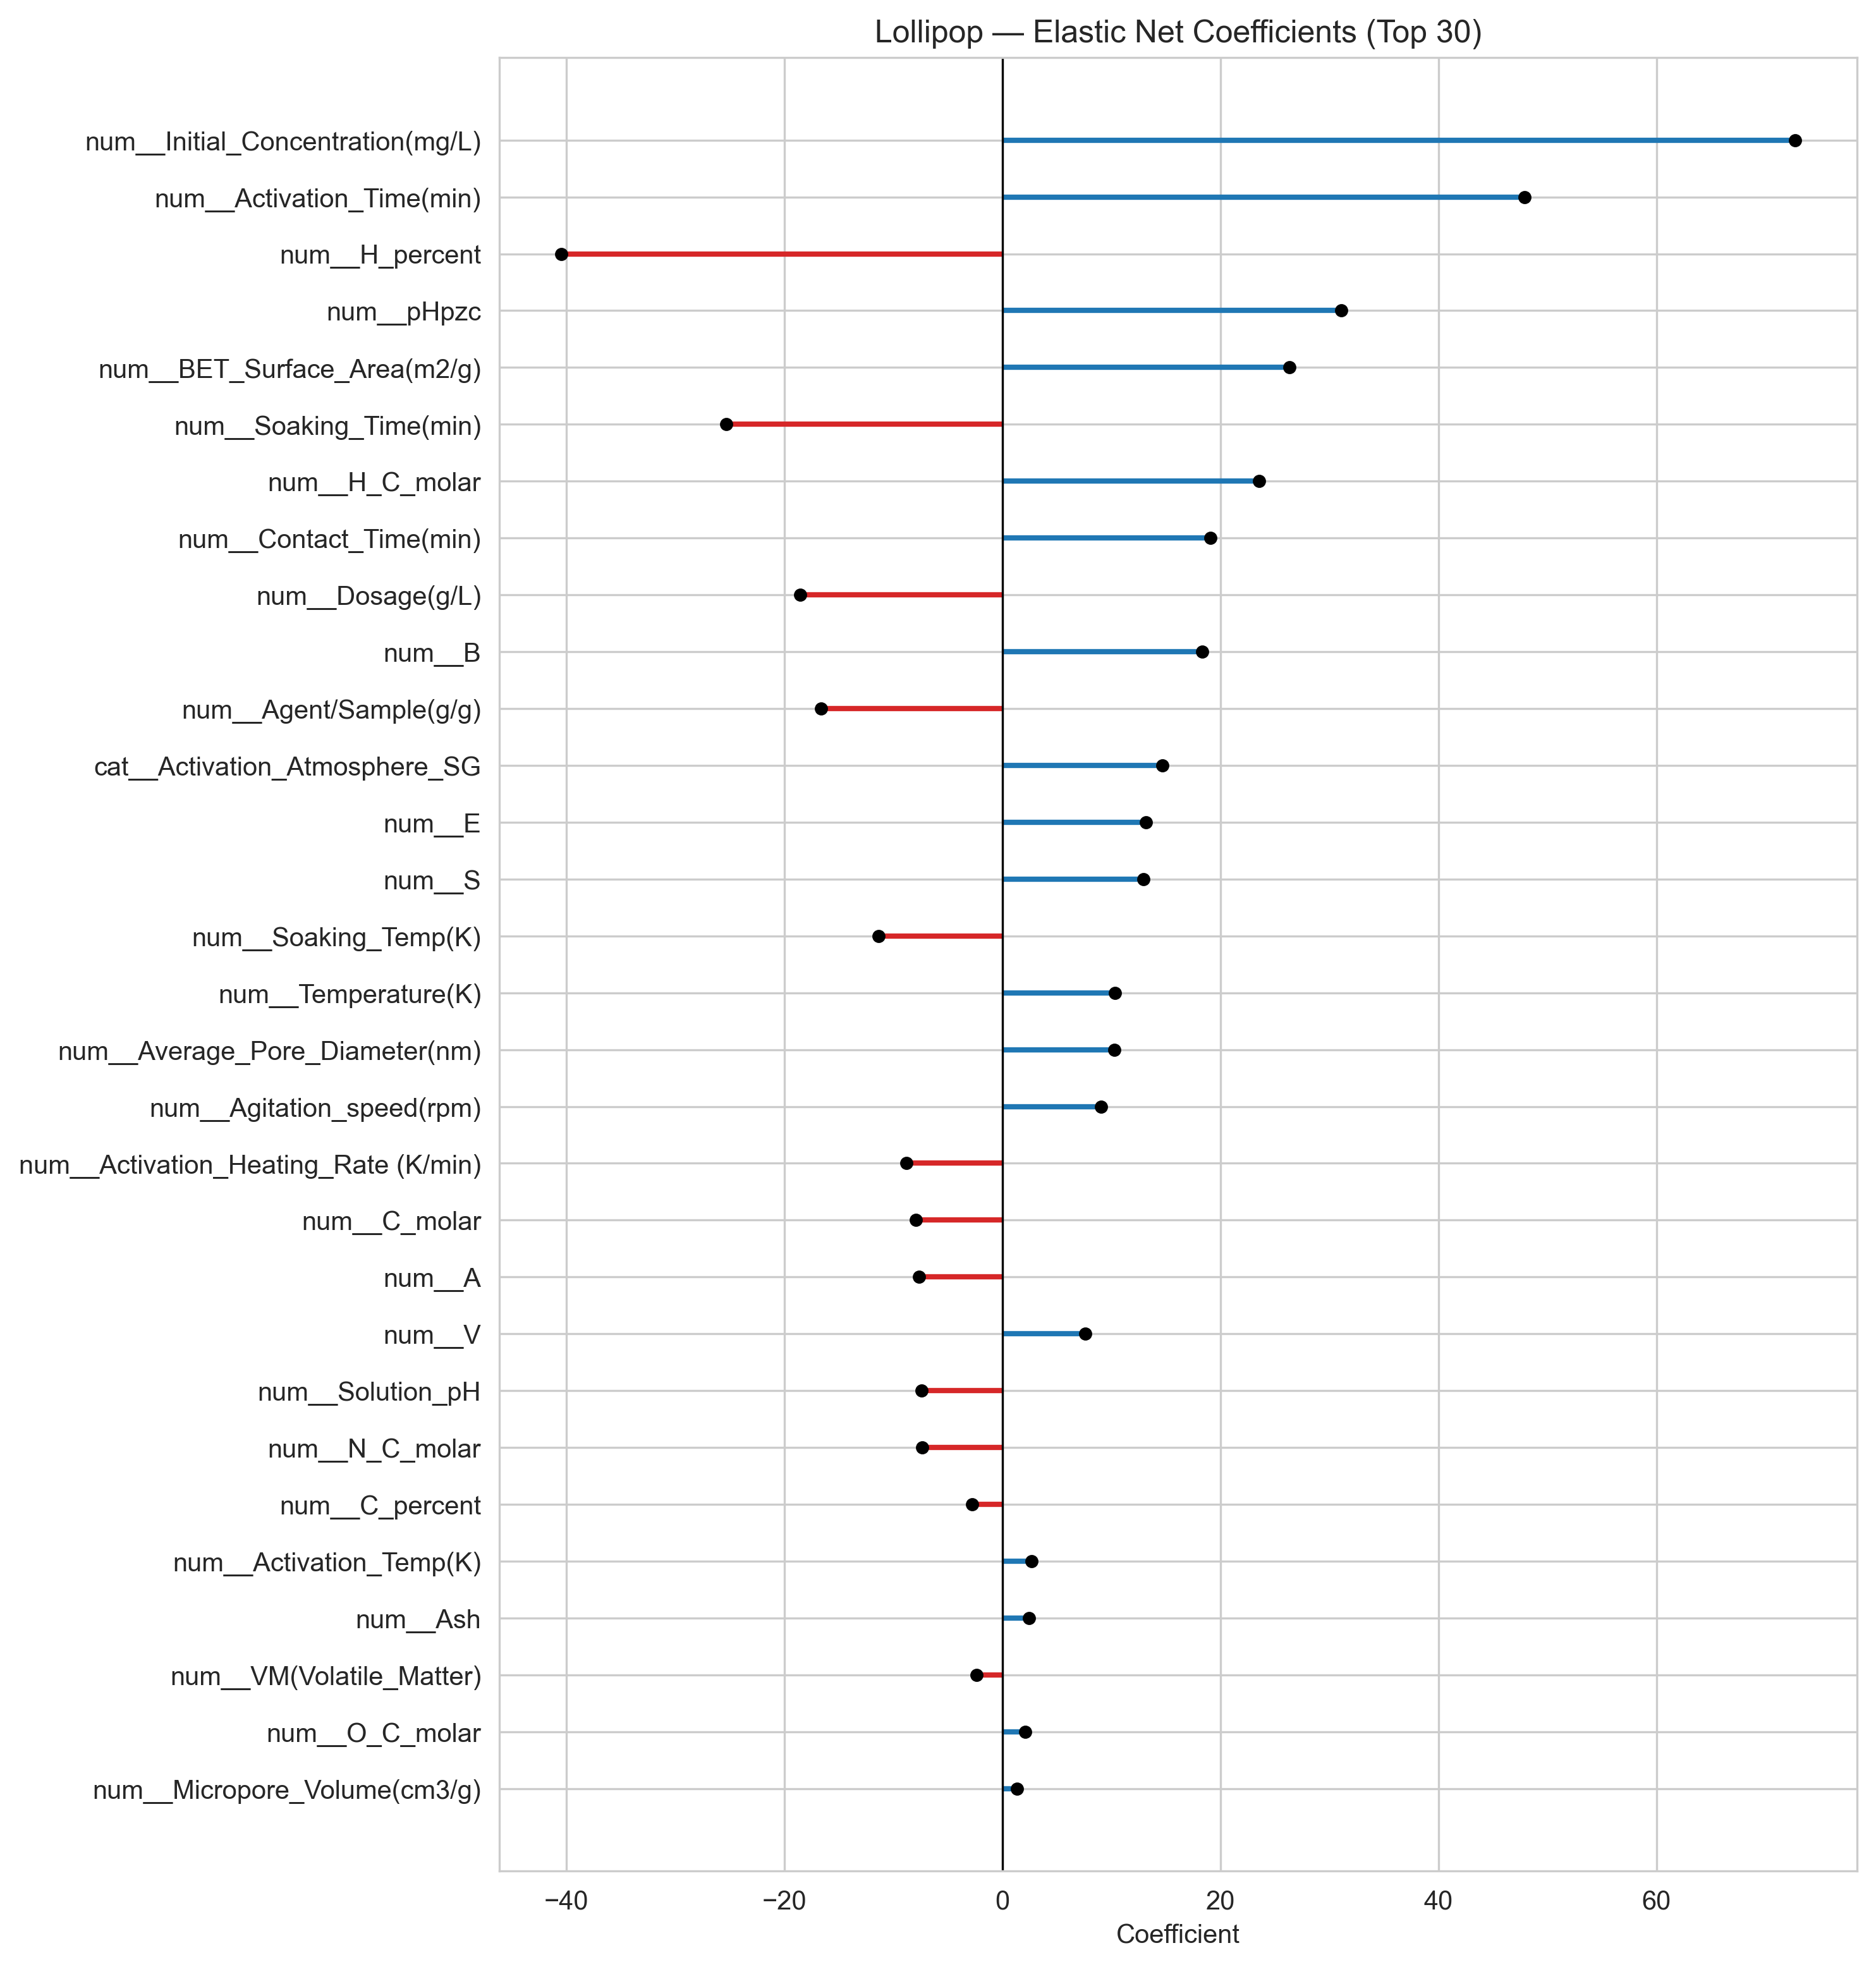 Lollipop — Elastic Net Coefficients (Top 30)
num__Initial_Concentration(mg/L)
num__Activation_Time(min)
num__H_percent
num__pHpzc
num__BET_Surface_Area(m2/g)
num__Soaking_Time(min)
num__H_C_molar
num__Contact_Time(min)
num__Dosage(g/L)
num__B
num__Agent/Sample(g/g)
cat__Activation_Atmosphere_SG
num__E
num__S
num__Soaking_Temp(K)
num__Temperature(K)
num__Average_Pore_Diameter(nm)
num__Agitation_speed(rpm)
num__Activation_Heating_Rate (K/min)
num__C_molar
num__A
num__V
num__Solution_pH
num__N_C_molar
num__C_percent
num__Activation_Temp(K)
num__Ash
num__VM(Volatile_Matter)
num__O_C_molar
num__Micropore_Volume(cm3/g)
−40 −20 0 20 40 60
Coefficient